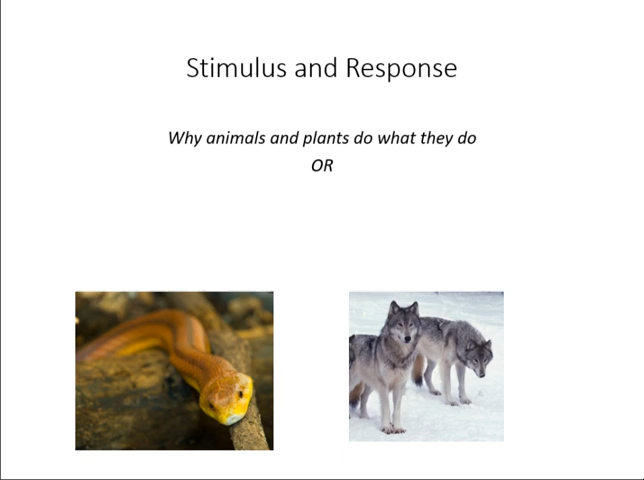 Stimulus and Response
Why animals and plants do what they do
OR